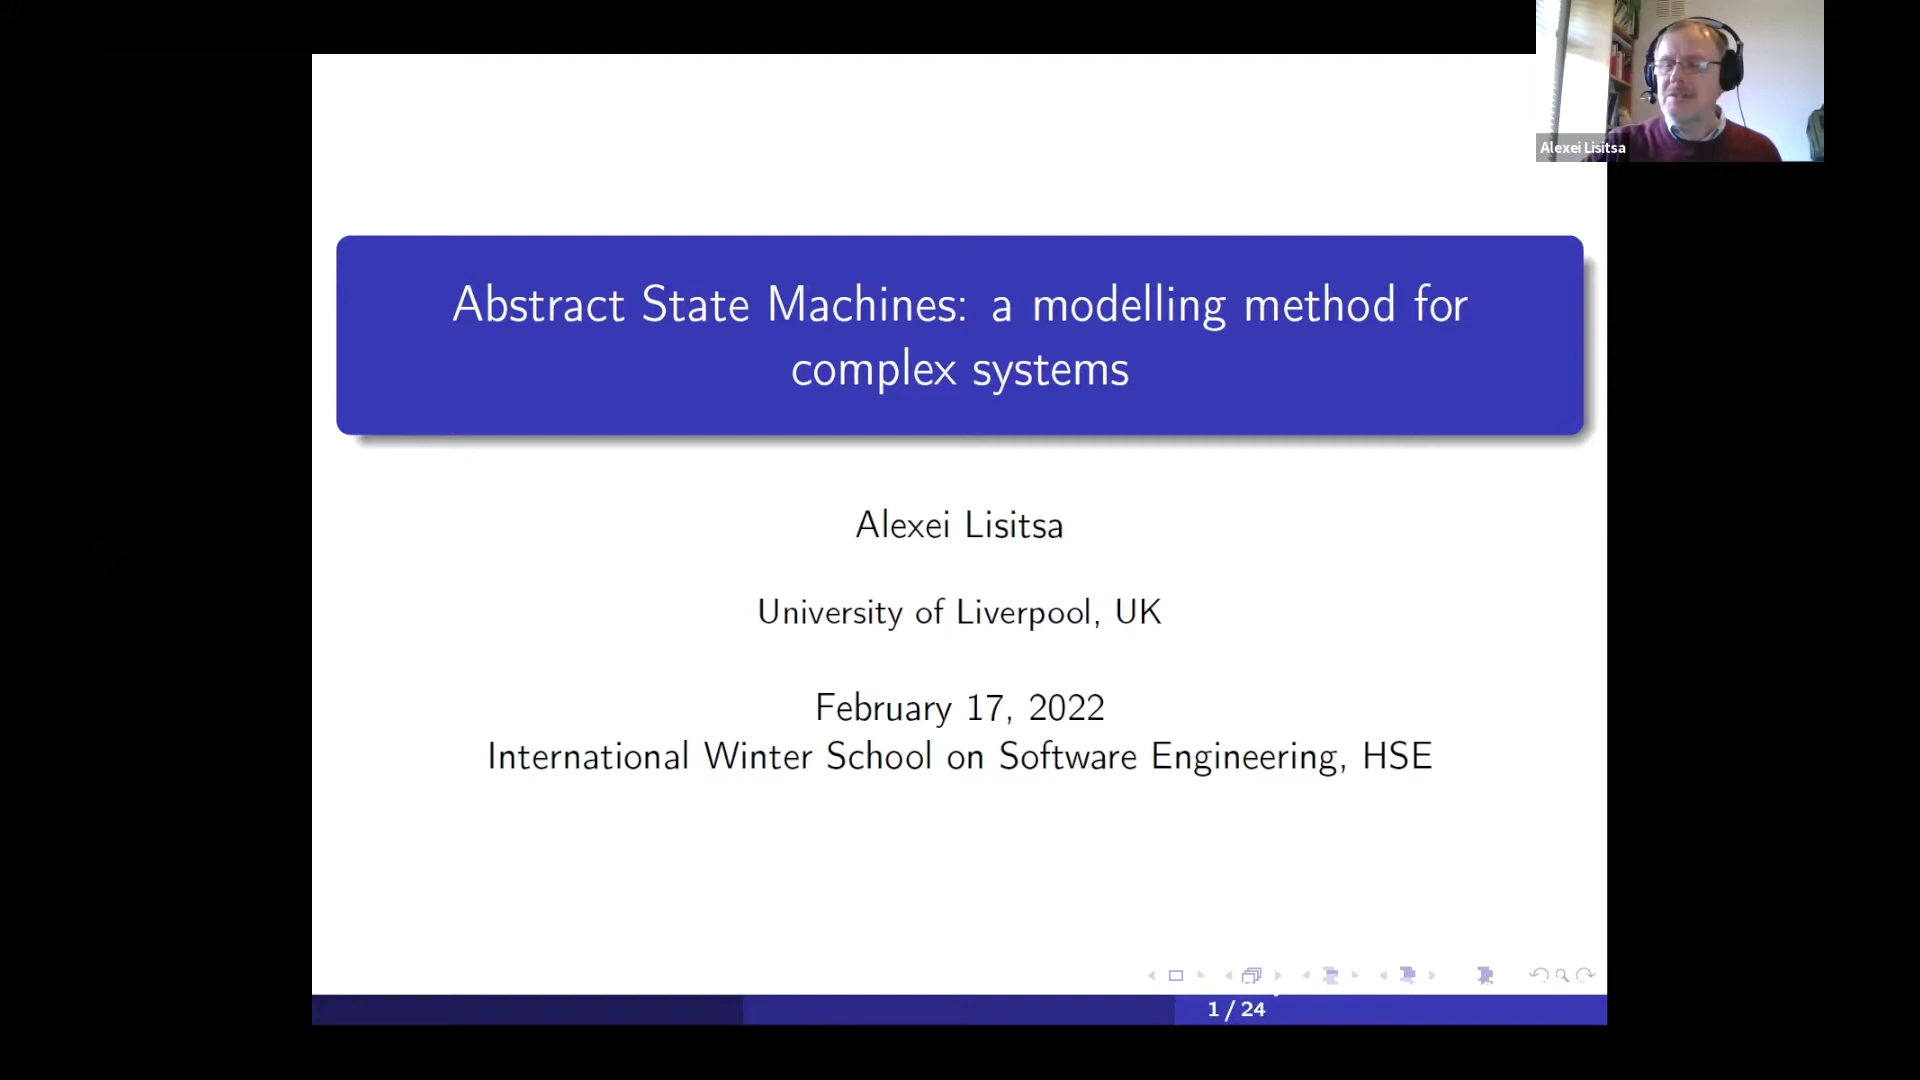 Alexei Lisitsa
Abstract State Machines: a modelling method for
complex systems
Alexei Lisitsa
University of Liverpool, UK
February 17, 2022
International Winter School on Software Engineering, HSE
1 / 24